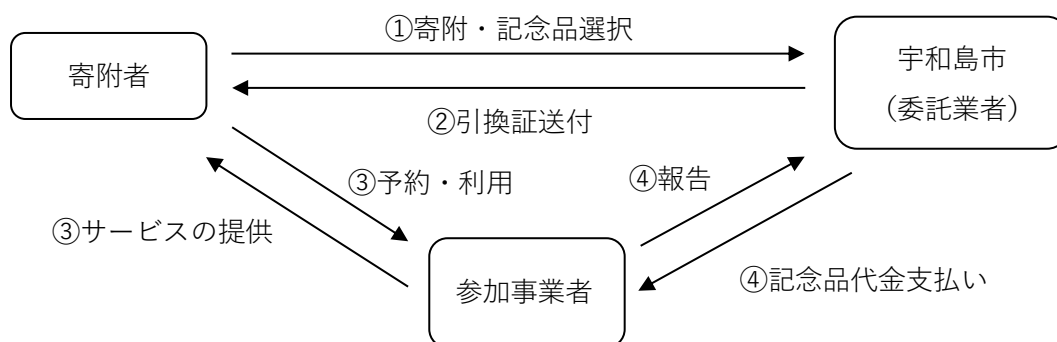 ①寄附・記念品選択
寄附者
宇和島市
（委託業者）
②引換証送付
③予約・利用
④報告
③サービスの提供
参加事業者
④記念品代金支払い